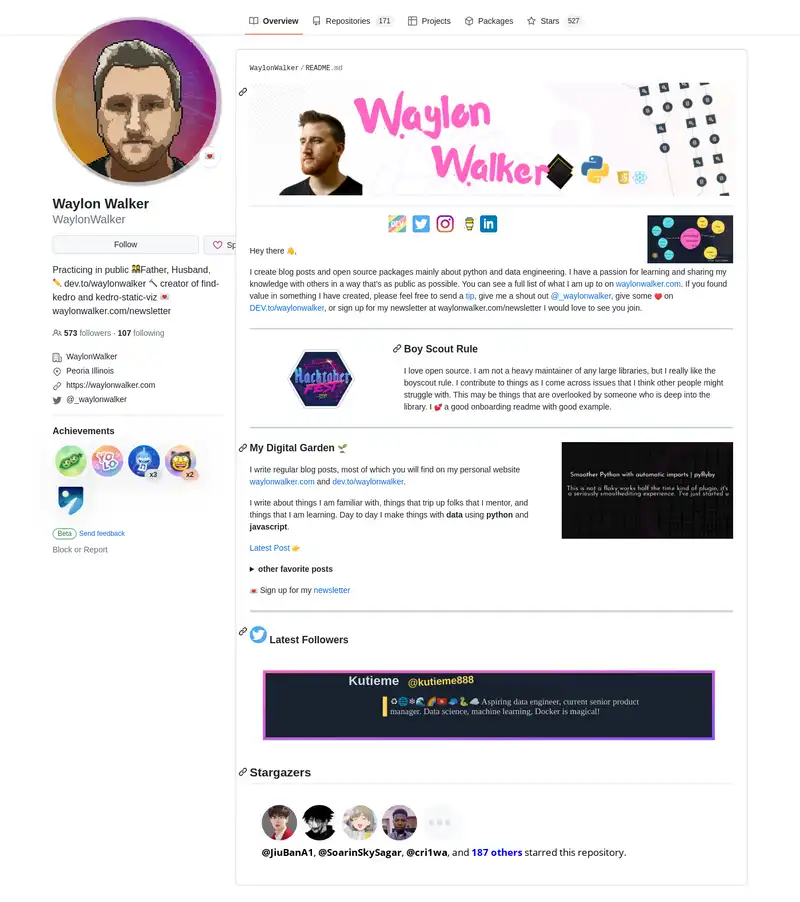 Overview
Repositories 171
Projects
Packages
Stars 527
WaylonWalker / README.md
Waylon
Walker
Waylon Walker
WaylonWalker
Follow
Practicing in public 👨‍👩‍👧‍👧Father, Husband,
✏️ dev.to/waylonwalker 🔨 creator of find-
kedro and kedro-static-viz 💌
waylonwalker.com/newsletter
573 followers · 107 following
WaylonWalker
Peoria Illinois
https://waylonwalker.com
@_waylonwalker
Achievements
x3
x2
Beta Send feedback
Block or Report
DEV
Hey there 👋,
I create blog posts and open source packages mainly about python and data engineering. I have a passion for learning and sharing my
knowledge with others in a way that's as public as possible. You can see a full list of what I am up to on waylonwalker.com. If you found
value in something I have created, please feel free to send a tip, give me a shout out @_waylonwalker, give some ❤️ on
DEV.to/waylonwalker, or sign up for my newsletter at waylonwalker.com/newsletter I would love to see you join.
Hacktober
FEST
Boy Scout Rule
I love open source. I am not a heavy maintainer of any large libraries, but I really like the
boyscout rule. I contribute to things as I come across issues that I think other people might
struggle with. This may be things that are overlooked by someone who is deep into the
library. I 💕 a good onboarding readme with good example.
My Digital Garden 🌱
I write regular blog posts, most of which you will find on my personal website
waylonwalker.com and dev.to/waylonwalker.
I write about things I am familiar with, things that trip up folks that I mentor, and
things that I am learning. Day to day I make things with data using python and
javascript.
Latest Post 👉
▶ other favorite posts
💌 Sign up for my newsletter
Smoother Python with automatic imports | pyflyby
This is not a flaky works half the time kind of plugin, it's
a seriously smooth editing experience. I've just started u
Latest Followers
Kutieme @kutieme888
Aspiring data engineer, current senior product
manager. Data science, machine learning, Docker is magical!
Stargazers
@JiuBanA1, @SoarinSkySagar, @cri1wa, and 187 others starred this repository.